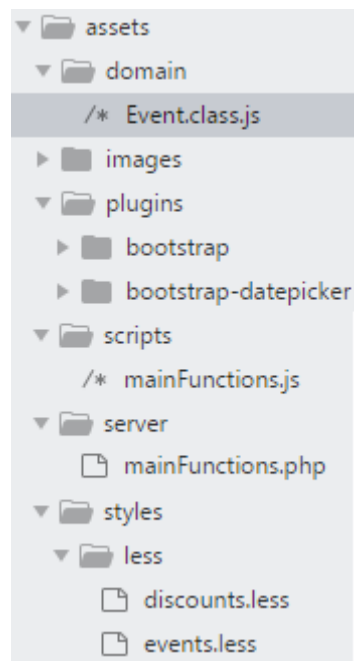 assets
domain
/* Event.class.js
images
plugins
bootstrap
bootstrap-datepicker
scripts
/* mainFunctions.js
server
mainFunctions.php
styles
less
discounts.less
events.less